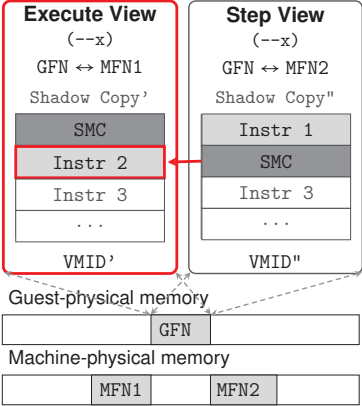 Execute View
(--x)
GFN ↔ MFN1
Shadow Copy'
SMC
Instr 2
Instr 3
...
VMID'
Step View
(--x)
GFN ↔ MFN2
Shadow Copy"
Instr 1
SMC
Instr 3
...
VMID"
Guest-physical memory
GFN
Machine-physical memory
MFN1
MFN2